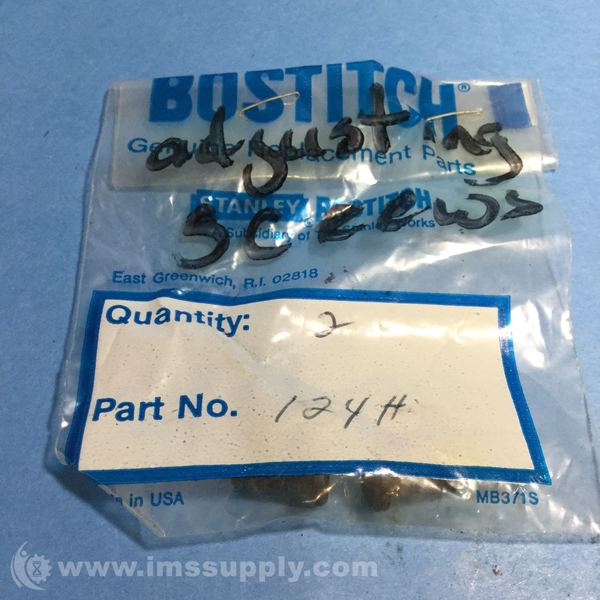 BOSTITCH®
adjusting
Genuine Replacement Parts
STANLEY BOSTITCH
screws
Subsidiary of The Stanley Works
East Greenwich, R.I. 02818
Quantity: 2
Part No. 124H
Made in USA
MB371S
www.imssupply.com